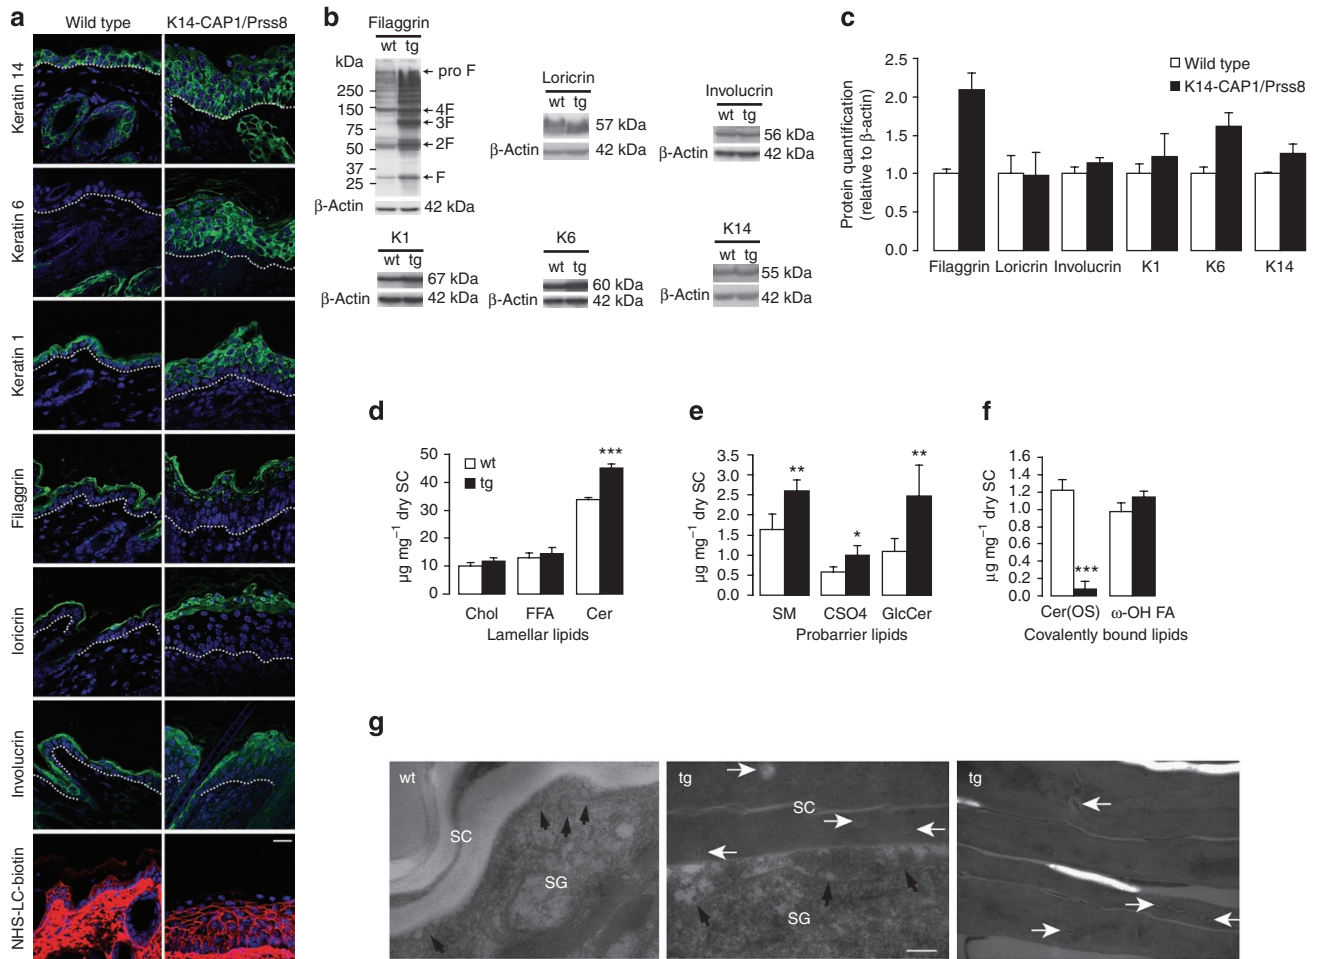 a
Wild type K14-CAP1/Prss8
Keratin 14
Keratin 6
Keratin 1
Filaggrin
loricrin
Involucrin
NHS-LC-biotin
b
Filaggrin
wt tg
kDa
250
150
75
50
37
25
pro F
4F
3F
2F
F
β-Actin 42 kDa
Loricrin
wt tg
57 kDa
β-Actin 42 kDa
Involucrin
wt tg
56 kDa
β-Actin 42 kDa
K1
wt tg
67 kDa
β-Actin 42 kDa
K6
wt tg
60 kDa
β-Actin 42 kDa
K14
wt tg
55 kDa
β-Actin 42 kDa
c
Protein quantification
(relative to β-actin)
2.5
2.0
1.5
1.0
0.5
0.0
Wild type
K14-CAP1/Prss8
Filaggrin Loricrin Involucrin K1 K6 K14
d
µg mg⁻¹ dry SC
50
40
30
20
10
0
wt
tg
***
Chol FFA Cer
Lamellar lipids
e
µg mg⁻¹ dry SC
3.5
3.0
2.5
2.0
1.5
1.0
0.5
0.0
**
*
**
SM CSO4 GlcCer
Probarrier lipids
f
µg mg⁻¹ dry SC
1.6
1.4
1.2
1.0
0.8
0.6
0.4
0.2
0.0
***
Cer(OS) ω-OH FA
Covalently bound lipids
g
wt
SC
SG
tg
SC
SG
tg